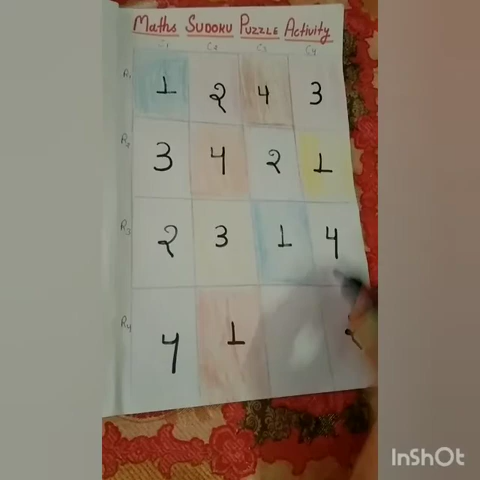 Maths Sudoku Puzzle Activity
C1 C2 C3 C4
R1 1 2 4 3
R2 3 4 2 1
R3 2 3 1 4
R4 4 1
InShOt